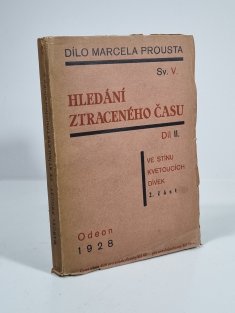 DÍLO MARCELA PROUSTA
Sv. V.
HLEDÁNÍ
ZTRACENÉHO ČASU
Díl II.
VE STÍNU
KVETOUCÍCH
DÍVEK
2. část
Odeon
1928